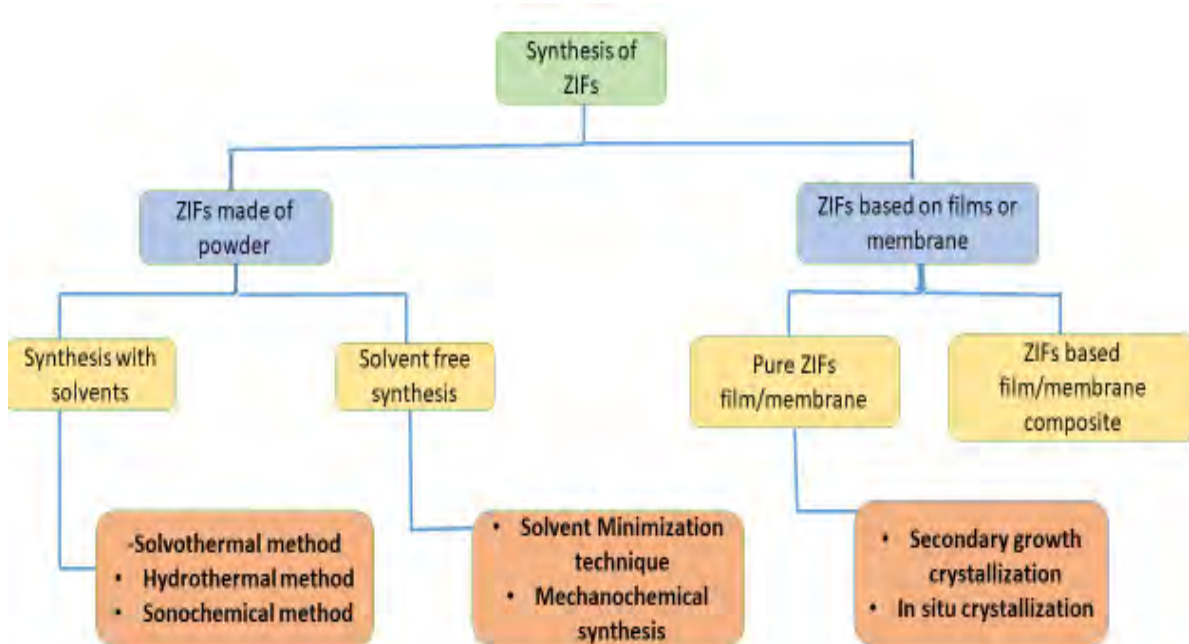 Synthesis of
ZIFs
ZIFs made of
powder
ZIFs based on films or
membrane
Synthesis with
solvents
Solvent free
synthesis
Pure ZIFs
film/membrane
ZIFs based
film/membrane
composite
-Solvothermal method
• Hydrothermal method
• Sonochemical method
• Solvent Minimization
technique
• Mechanochemical
synthesis
• Secondary growth
crystallization
• In situ crystallization